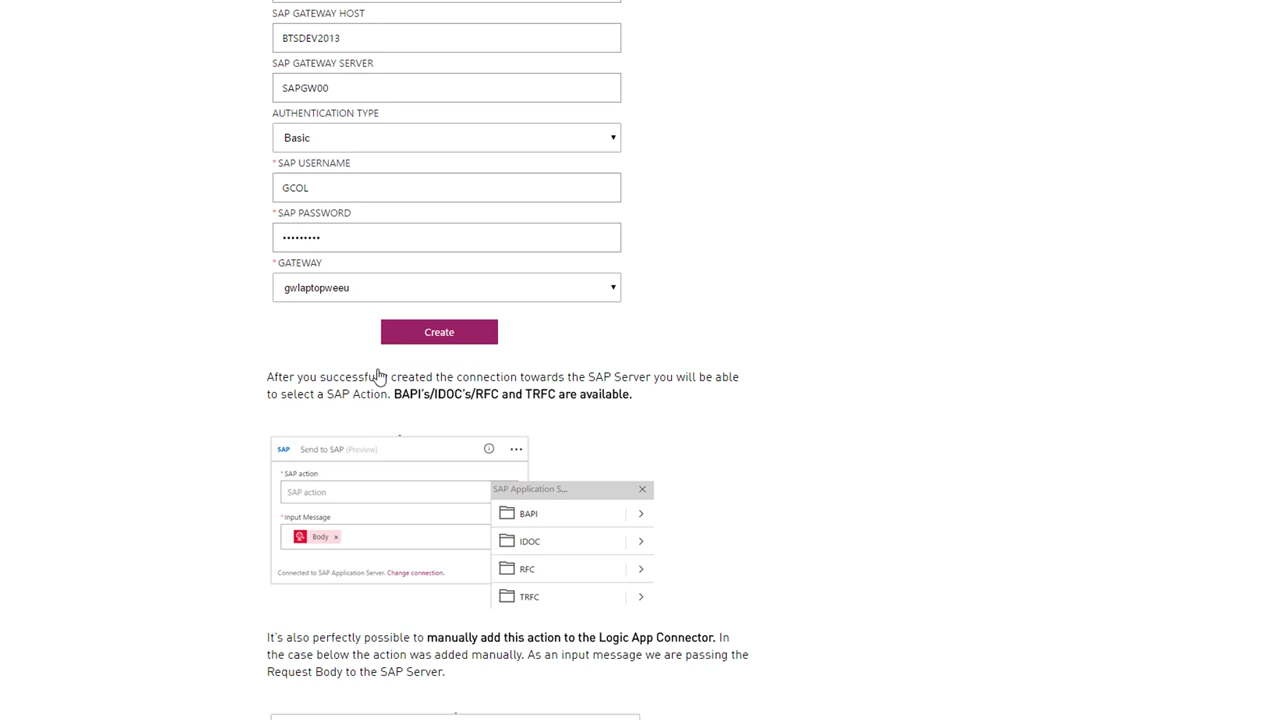 SAP GATEWAY HOST
BTSDEV2013
SAP GATEWAY SERVER
SAPGW00
AUTHENTICATION TYPE
Basic
* SAP USERNAME
GCOL
* SAP PASSWORD
•••••••••
* GATEWAY
gwlaptopweeu
Create
After you successfully created the connection towards the SAP Server you will be able
to select a SAP Action. BAPI's/IDOC's/RFC and TRFC are available.
SAP Send to SAP (Preview)
* SAP action
SAP action
SAP Application S...
BAPI
* Input Message
Body ×
IDOC
RFC
Connected to SAP Application Server. Change connection.
TRFC
It's also perfectly possible to manually add this action to the Logic App Connector. In
the case below the action was added manually. As an input message we are passing the
Request Body to the SAP Server.